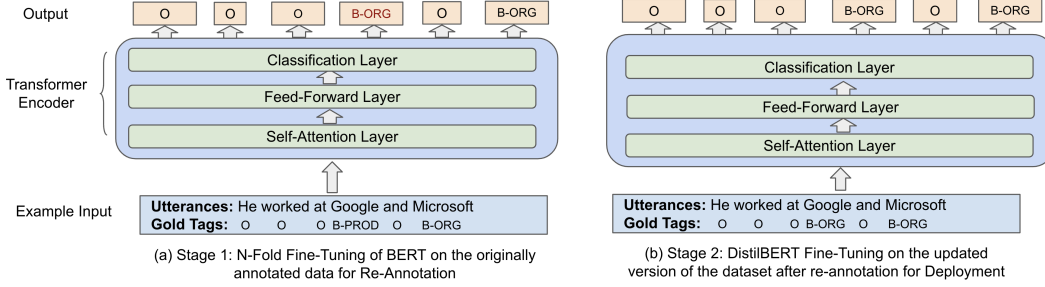 Output
O O O B-ORG O B-ORG
Transformer
Encoder
Classification Layer
Feed-Forward Layer
Self-Attention Layer
Example Input
Utterances: He worked at Google and Microsoft
Gold Tags: O O O B-PROD O B-ORG
(a) Stage 1: N-Fold Fine-Tuning of BERT on the originally
annotated data for Re-Annotation
O O O B-ORG O B-ORG
Classification Layer
Feed-Forward Layer
Self-Attention Layer
Utterances: He worked at Google and Microsoft
Gold Tags: O O O B-ORG O B-ORG
(b) Stage 2: DistilBERT Fine-Tuning on the updated
version of the dataset after re-annotation for Deployment